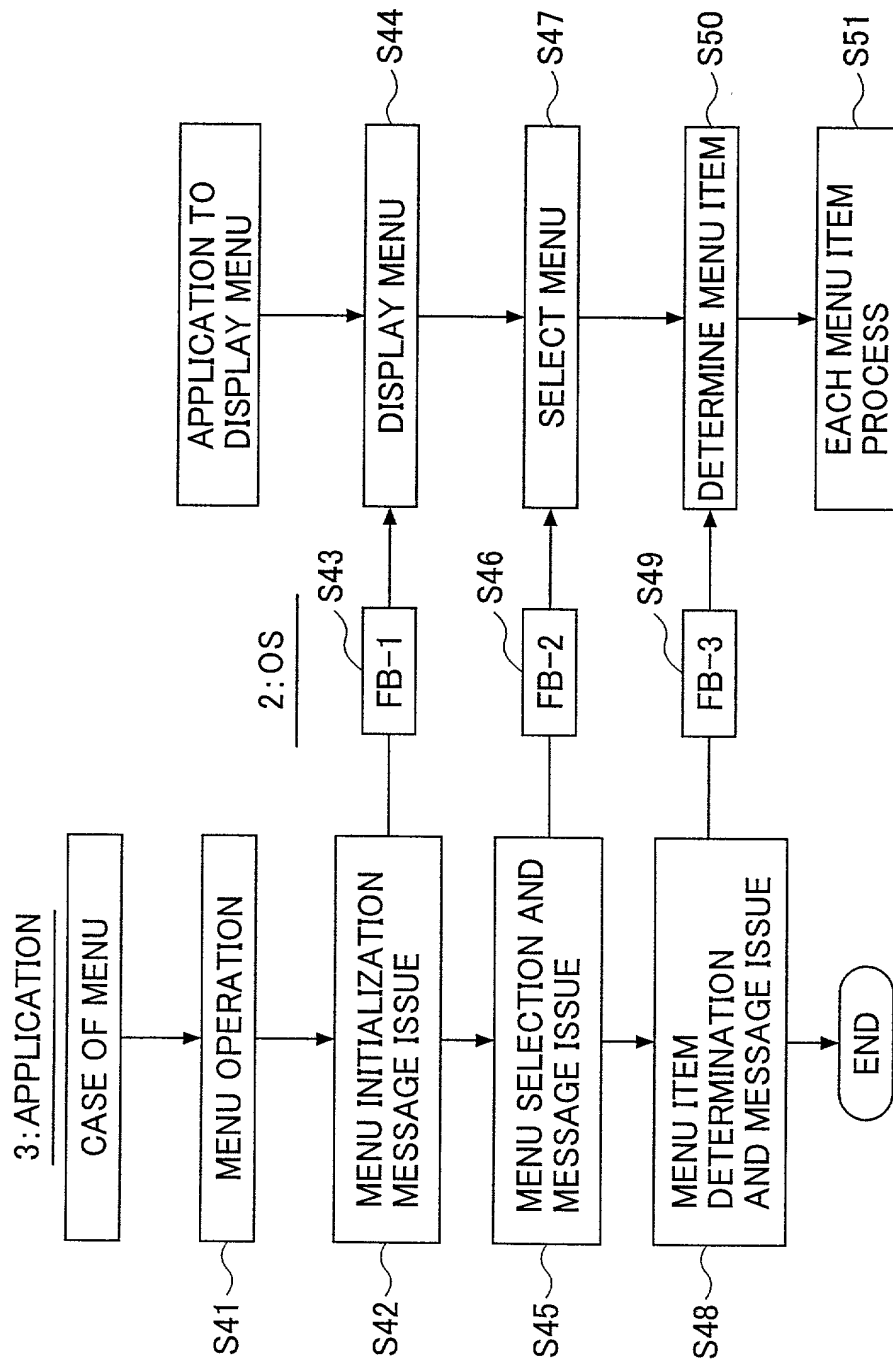 3:APPLICATION
CASE OF MENU
S41
MENU OPERATION
S42
MENU INITIALIZATION
MESSAGE ISSUE
S45
MENU SELECTION AND
MESSAGE ISSUE
S48
MENU ITEM
DETERMINATION
AND MESSAGE ISSUE
END
2:OS
S43
FB-1
S46
FB-2
S49
FB-3
APPLICATION TO
DISPLAY MENU
DISPLAY MENU
S44
SELECT MENU
S47
DETERMINE MENU ITEM
S50
EACH MENU ITEM
PROCESS
S51